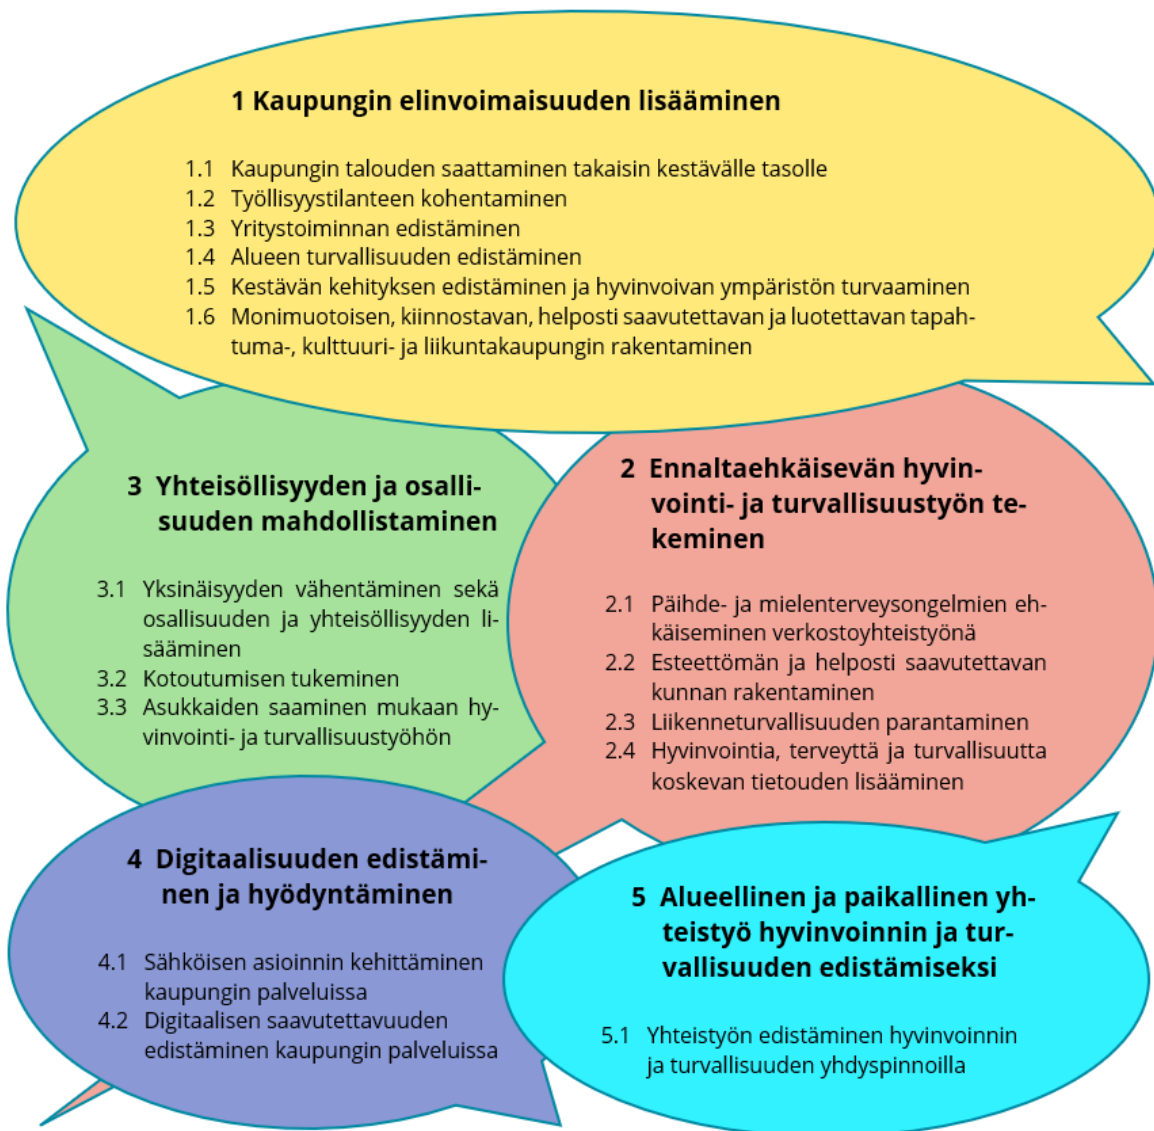 1 Kaupungin elinvoimaisuuden lisääminen
1.1 Kaupungin talouden saattaminen takaisin kestävälle tasolle
1.2 Työllisyystilanteen kohentaminen
1.3 Yritystoiminnan edistäminen
1.4 Alueen turvallisuuden edistäminen
1.5 Kestävän kehityksen edistäminen ja hyvinvoivan ympäristön turvaaminen
1.6 Monimuotoisen, kiinnostavan, helposti saavutettavan ja luotettavan tapah-
tuma-, kulttuuri- ja liikuntakaupungin rakentaminen
2 Ennaltaehkäisevän hyvin-
vointi- ja turvallisuustyön te-
keminen
2.1 Päihde- ja mielenterveysongelmien eh-
käiseminen verkostoyhteistyönä
2.2 Esteettömän ja helposti saavutettavan
kunnan rakentaminen
2.3 Liikenneturvallisuuden parantaminen
2.4 Hyvinvointia, terveyttä ja turvallisuutta
koskevan tietouden lisääminen
3 Yhteisöllisyyden ja osalli-
suuden mahdollistaminen
3.1 Yksinäisyyden vähentäminen sekä
osallisuuden ja yhteisöllisyyden li-
sääminen
3.2 Kotoutumisen tukeminen
3.3 Asukkaiden saaminen mukaan hy-
vinvointi- ja turvallisuustyöhön
4 Digitaalisuuden edistämi-
nen ja hyödyntäminen
4.1 Sähköisen asioinnin kehittäminen
kaupungin palveluissa
4.2 Digitaalisen saavutettavuuden
edistäminen kaupungin palveluissa
5 Alueellinen ja paikallinen yh-
teistyö hyvinvoinnin ja tur-
vallisuuden edistämiseksi
5.1 Yhteistyön edistäminen hyvinvoinnin
ja turvallisuuden yhdyspinnoilla